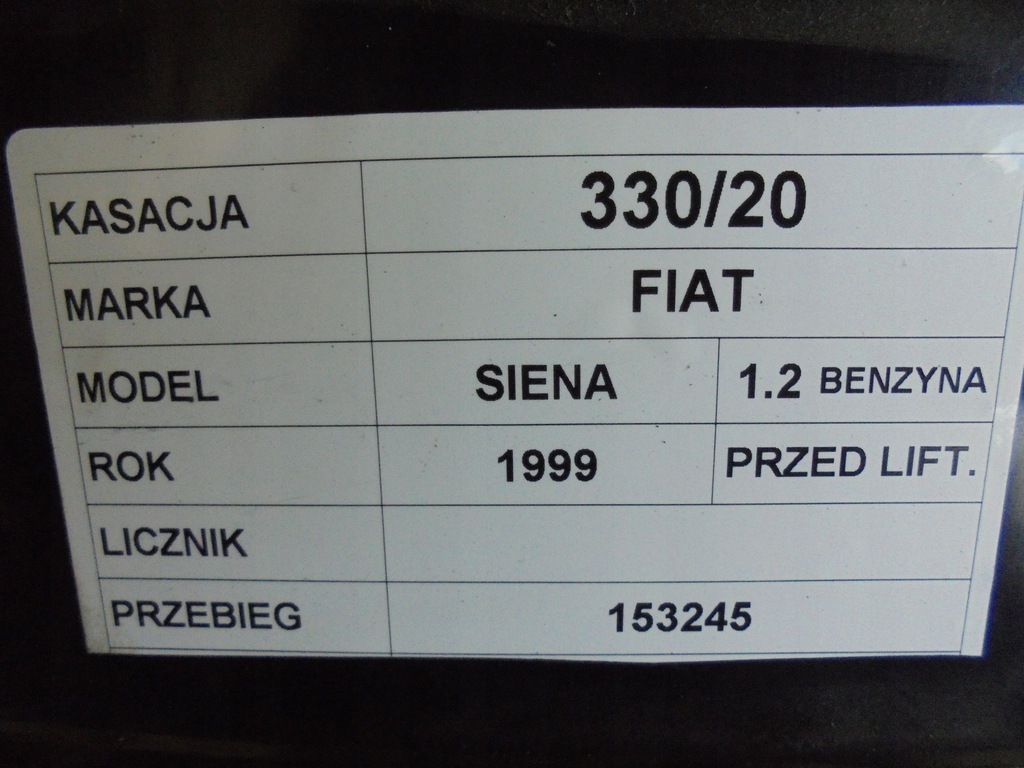 KASACJA 330/20
MARKA FIAT
MODEL SIENA 1.2 BENZYNA
ROK 1999 PRZED LIFT.
LICZNIK
PRZEBIEG 153245